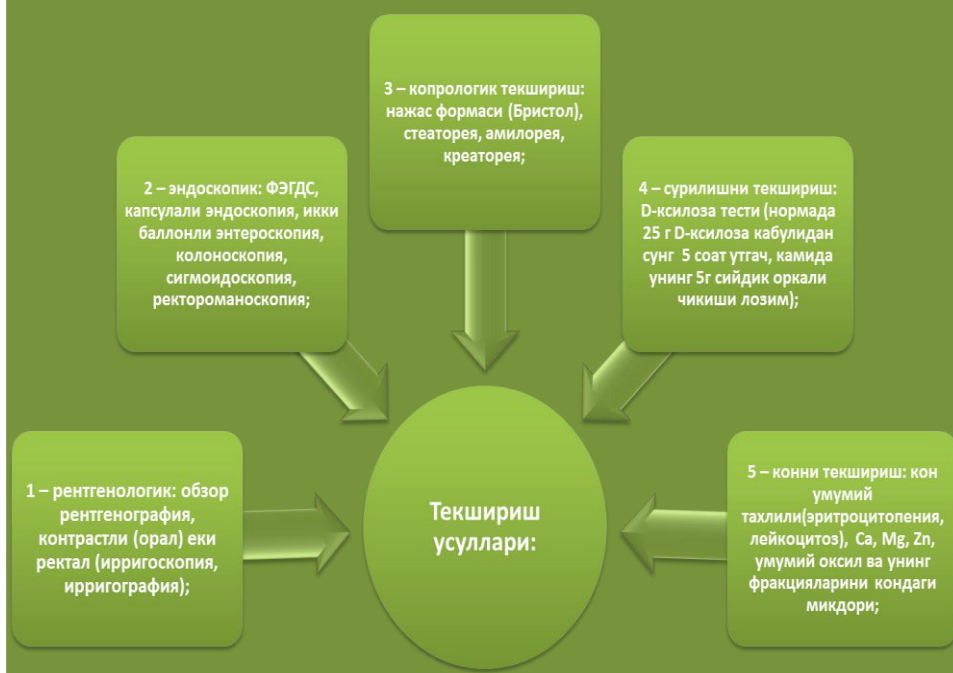 1 – рентгенологик: обзор
рентгенография,
контрастли (орал) еки
ректал (ирригоскопия,
ирригография);
2 – эндоскопик: ФЭГДС,
капсулали эндоскопия, икки
баллонли энтероскопия,
колоноскопия,
сигмоидоскопия,
ректороманоскопия;
3 – копрологик текшириш:
нажас формаси (Бристол),
стеаторея, амилорея,
креаторея;
4 – сурилишни текшириш:
D-ксилоза тести (нормада
25 г D-ксилоза кабулидан
сунг 5 соат утгач, камида
унинг 5г сийдик оркали
чикиши лозим);
5 – конни текшириш: кон
умумий
тахлили(эритроцитопения,
лейкоцитоз), Ca, Mg, Zn,
умумий оксил ва унинг
фракцияларини кондаги
микдори;
Текшириш
усуллари: